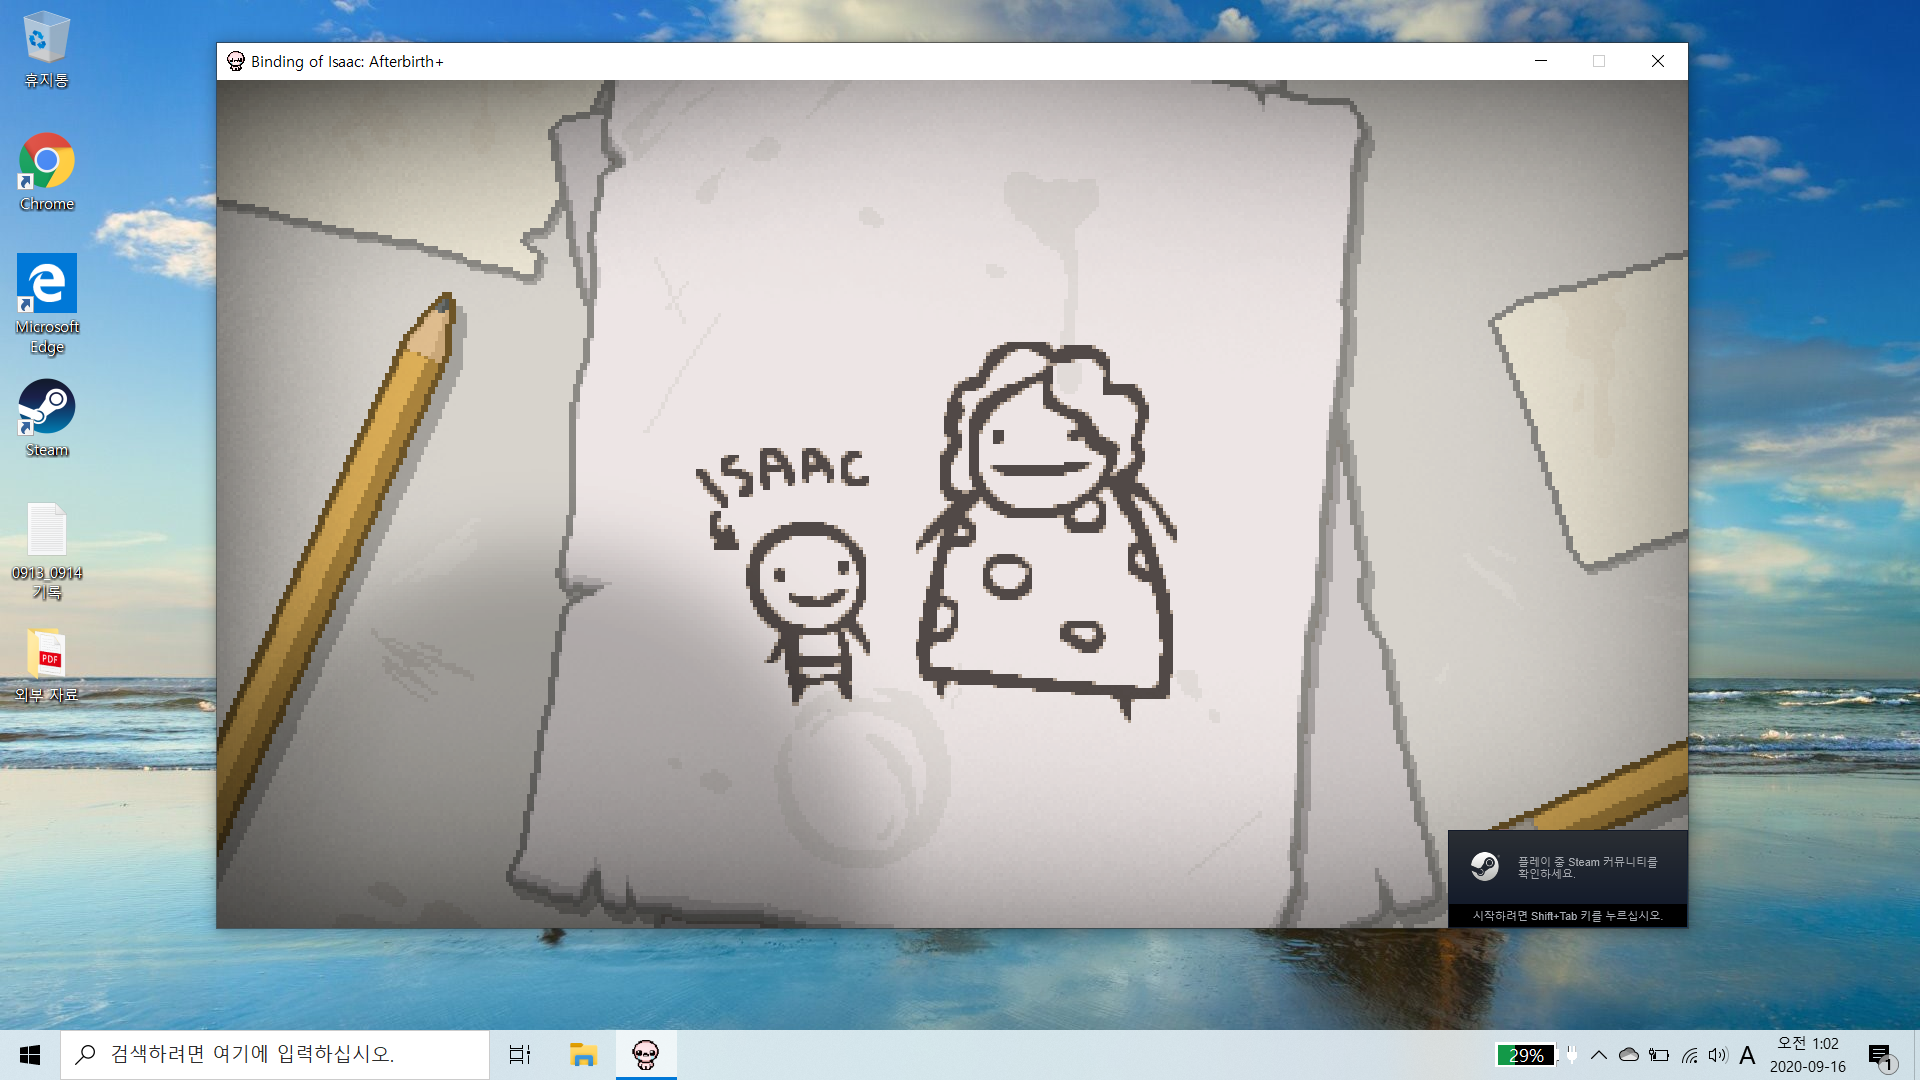 휴지통
Chrome
Microsoft
Edge
Steam
0913_0914
기록
PDF
외부 자료
Binding of Isaac: Afterbirth+
ISAAC
플레이 중 Steam 커뮤니티를
확인하세요.
시작하려면 Shift+Tab 키를 누르십시오.
검색하려면 여기에 입력하십시오.
29%
A
오전 1:02
2020-09-16
1